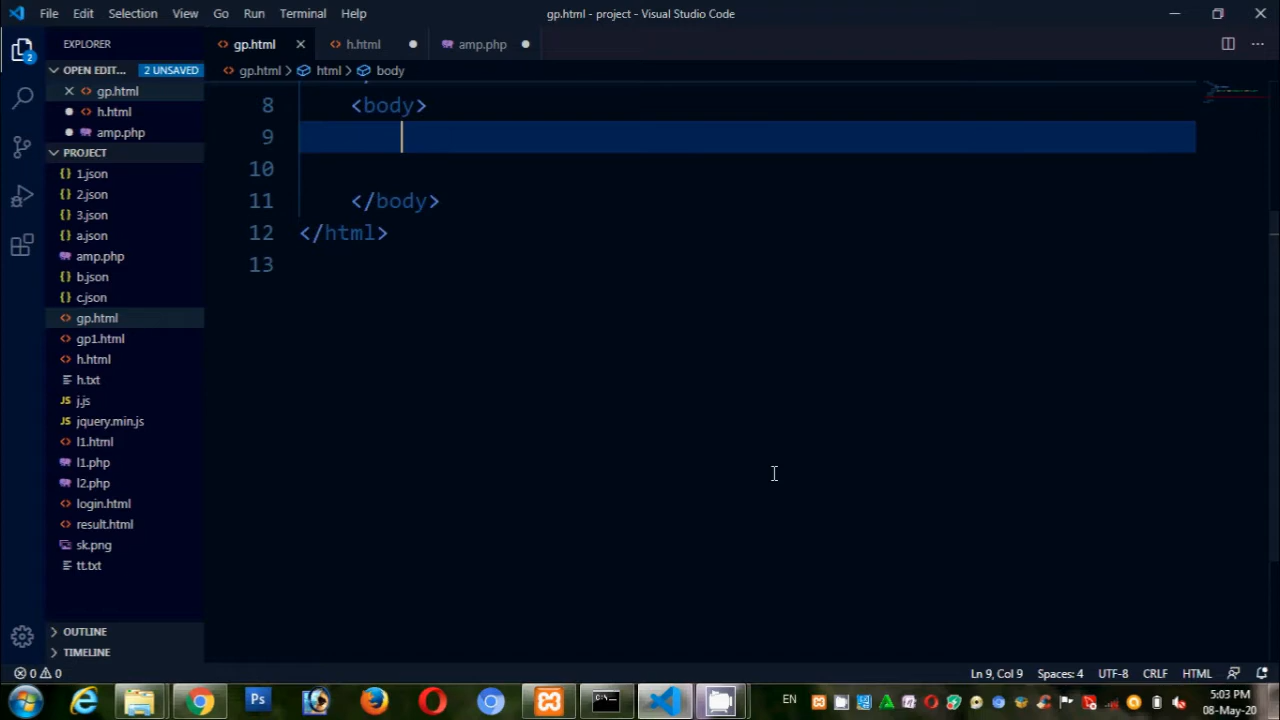 File Edit Selection View Go Run Terminal Help
gp.html - project - Visual Studio Code
EXPLORER
gp.html
h.html
amp.php
OPEN EDIT...
2 UNSAVED
gp.html > html > body
gp.html
h.html
amp.php
PROJECT
1.json
2.json
3.json
a.json
amp.php
b.json
c.json
gp.html
gp1.html
h.html
h.txt
j.js
jquery.min.js
l1.html
l1.php
l2.php
login.html
result.html
sk.png
tt.txt
OUTLINE
TIMELINE
8 <body>
9
10
11 </body>
12 </html>
13
0 0
Ln 9, Col 9 Spaces: 4 UTF-8 CRLF HTML
Ps
EN
5:03 PM
08-May-20